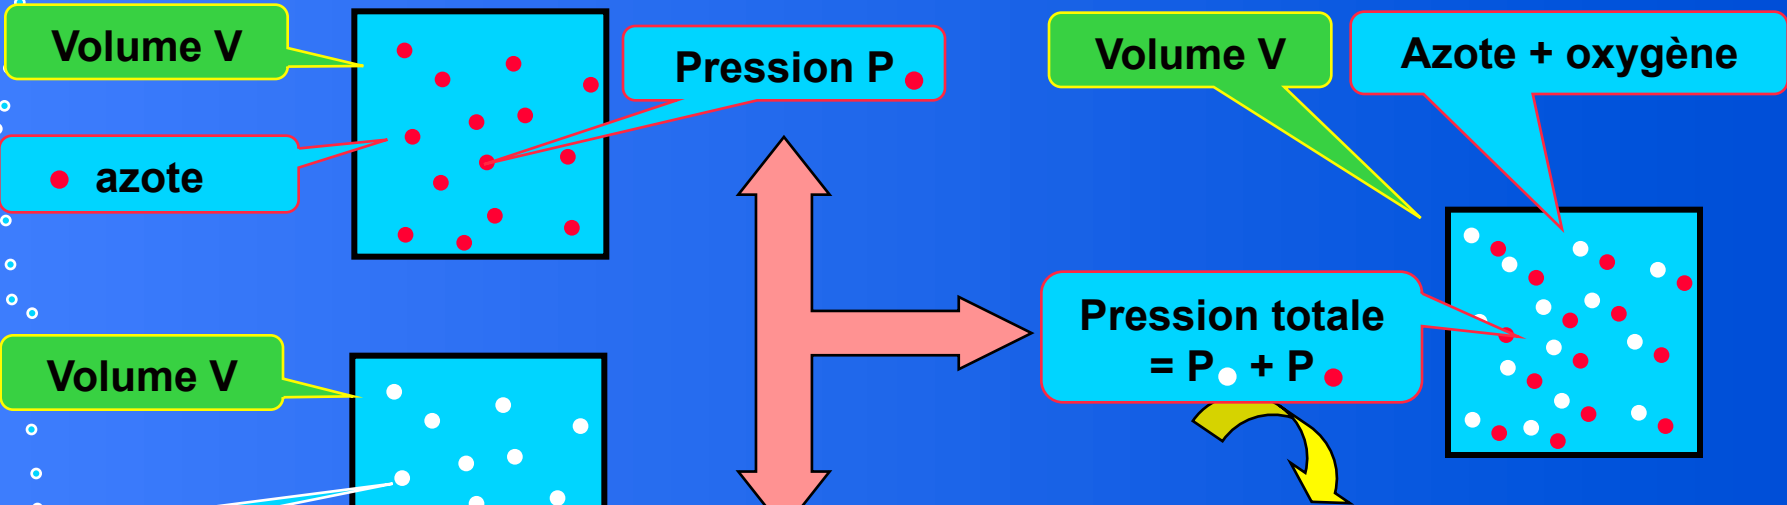 Volume V
Pression P
azote
Volume V
Volume V
Azote + oxygène
Pression totale
= P + P